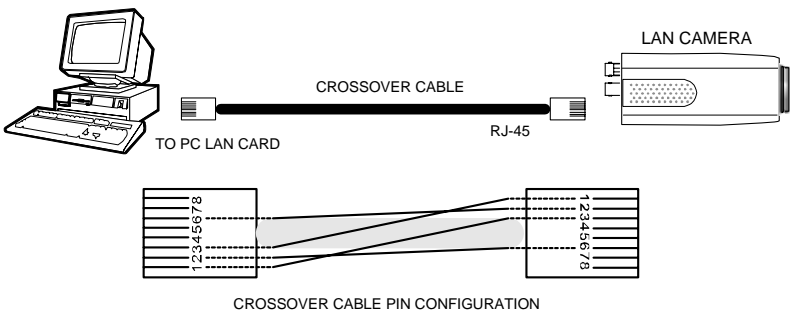 LAN CAMERA
CROSSOVER CABLE
RJ-45
TO PC LAN CARD
12345678
12345678
CROSSOVER CABLE PIN CONFIGURATION